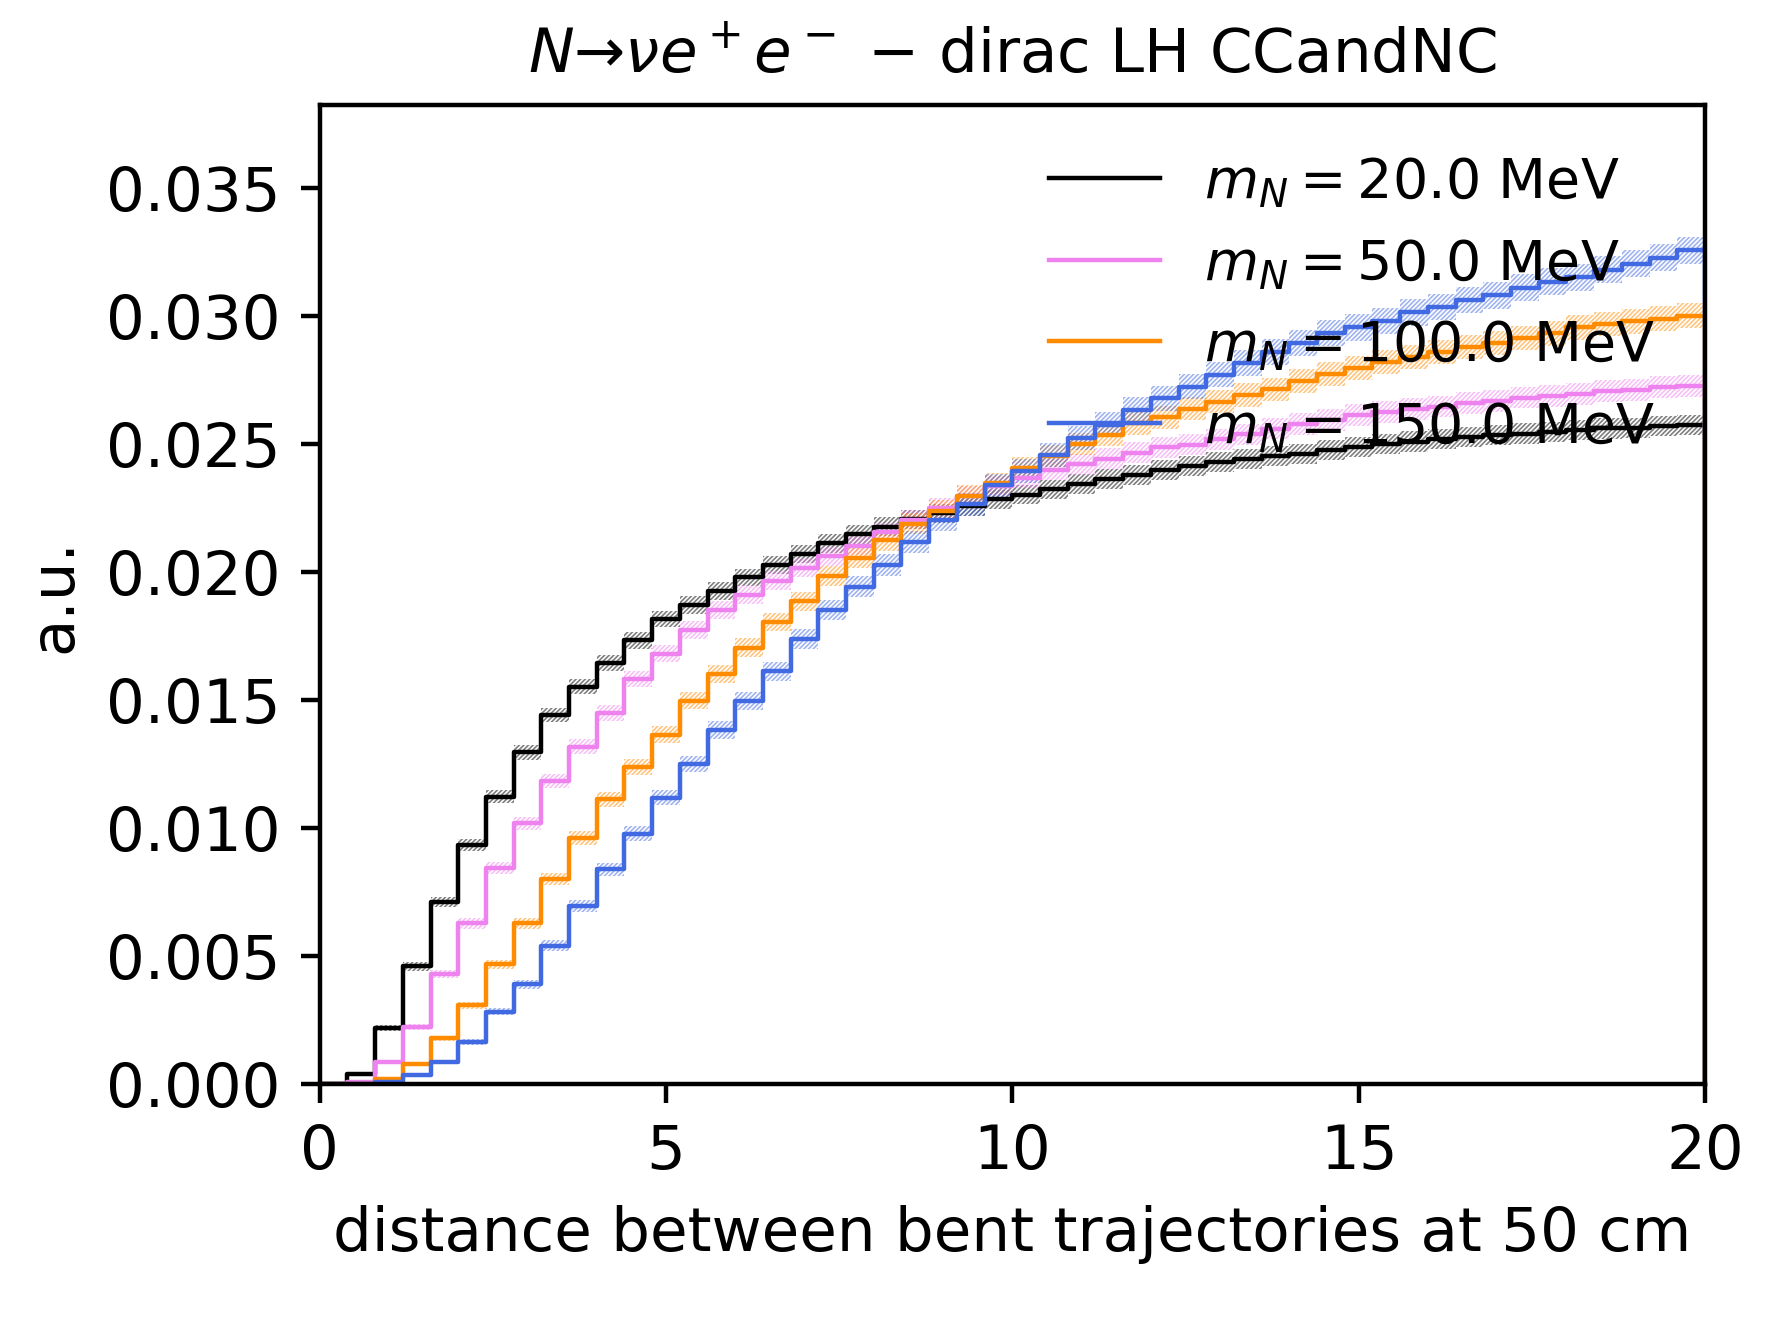 N→νe⁺e⁻ − dirac LH CCandNC
m_N = 20.0 MeV
m_N = 50.0 MeV
m_N = 100.0 MeV
m_N = 150.0 MeV
a.u.
0.035
0.030
0.025
0.020
0.015
0.010
0.005
0.000
0 5 10 15 20
distance between bent trajectories at 50 cm